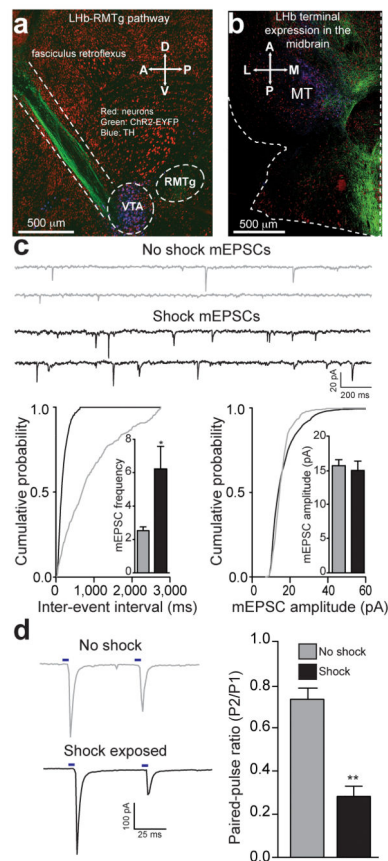 a
LHb-RMTg pathway
fasciculus retroflexus
D
A
P
V
Red: neurons
Green: ChR2-EYFP
Blue: TH
RMTg
VTA
500 μm
b
LHb terminal
expression in the
midbrain
A
L
M
P
MT
500 μm
c
No shock mEPSCs
Shock mEPSCs
20 pA
200 ms
Cumulative probability
1.0
0.5
0.0
0
1,000
2,000
3,000
Inter-event interval (ms)
mEPSC frequency
8
6
4
2
0
*
Cumulative probability
1.0
0.5
0.0
0
20
40
60
mEPSC amplitude (pA)
mEPSC amplitude (pA)
20
15
10
5
0
d
No shock
Shock exposed
100 pA
25 ms
Paired-pulse ratio (P2/P1)
1.0
0.8
0.6
0.4
0.2
0.0
No shock
Shock
**